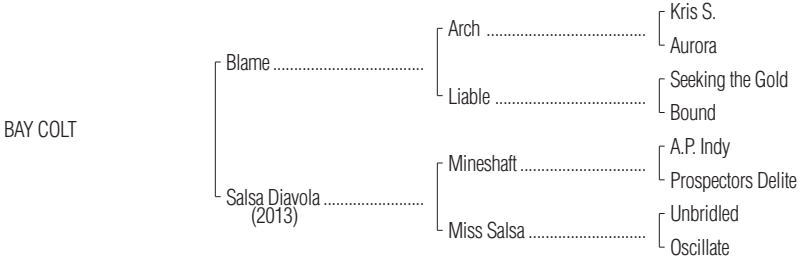 Kris S.
Arch ........................................
Aurora
Blame ......................................
Seeking the Gold
Liable ......................................
Bound
BAY COLT
A.P. Indy
Mineshaft ................................
Prospectors Delite
Salsa Diavola .........................
(2013)
Unbridled
Miss Salsa ..............................
Oscillate